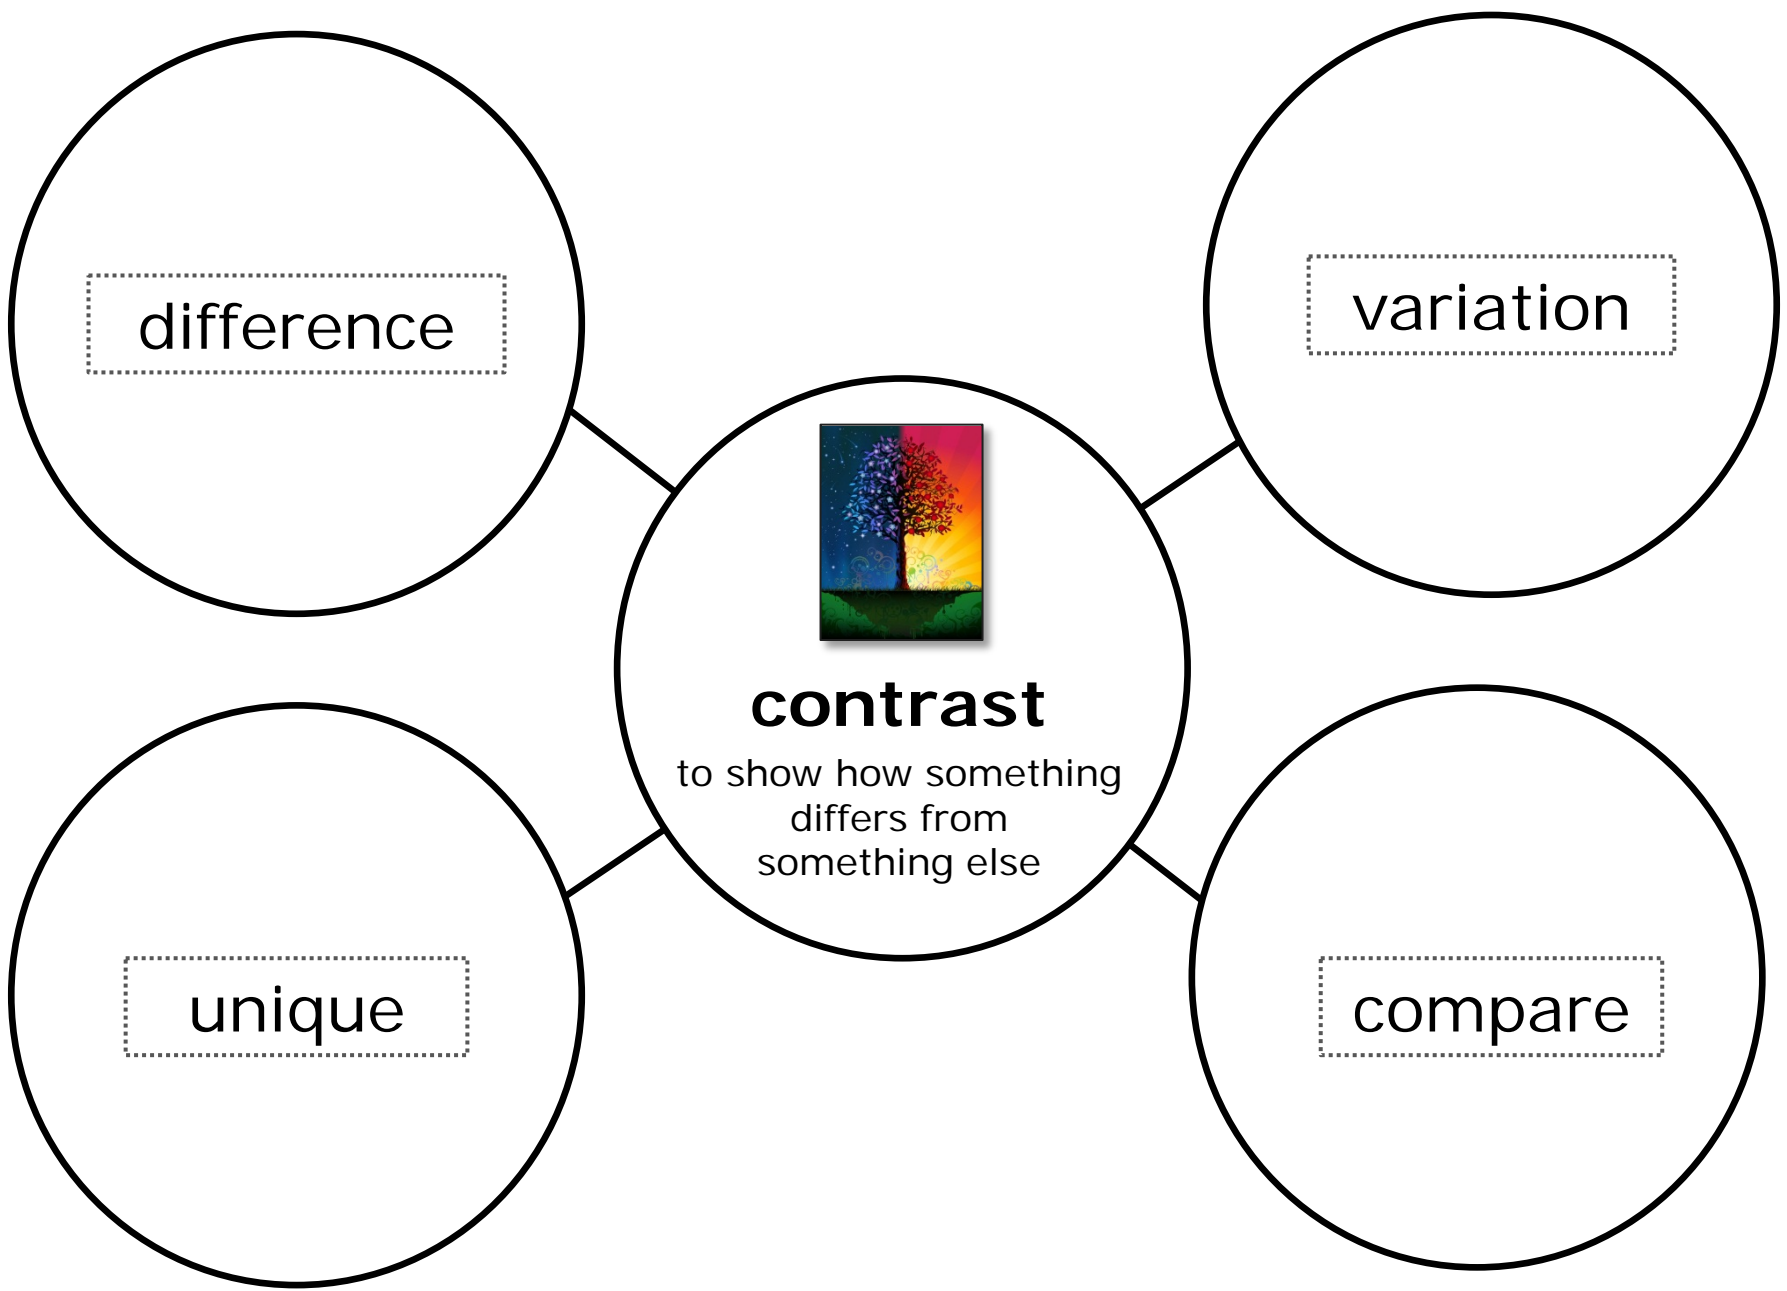 difference
variation
contrast
to show how something
differs from
something else
unique
compare